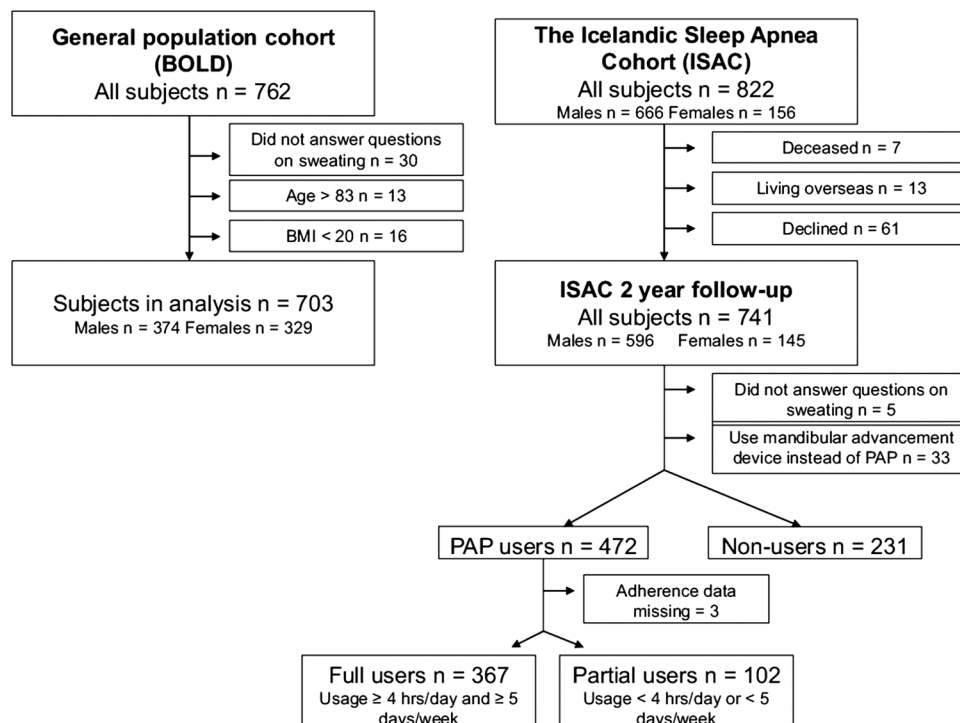 General population cohort
(BOLD)
All subjects n = 762
Did not answer questions
on sweating n = 30
Age > 83 n = 13
BMI < 20 n = 16
Subjects in analysis n = 703
Males n = 374 Females n = 329
The Icelandic Sleep Apnea
Cohort (ISAC)
All subjects n = 822
Males n = 666 Females n = 156
Deceased n = 7
Living overseas n = 13
Declined n = 61
ISAC 2 year follow-up
All subjects n = 741
Males n = 596 Females n = 145
Did not answer questions on
sweating n = 5
Use mandibular advancement
device instead of PAP n = 33
PAP users n = 472
Non-users n = 231
Adherence data
missing = 3
Full users n = 367
Usage ≥ 4 hrs/day and ≥ 5
days/week
Partial users n = 102
Usage < 4 hrs/day or < 5
days/week